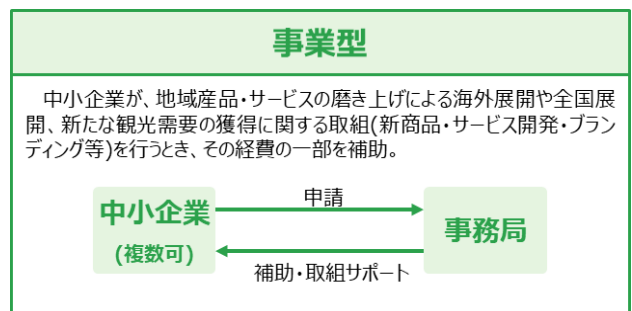 事業型
中小企業が、地域産品・サービスの磨き上げによる海外展開や全国展
開、新たな観光需要の獲得に関する取組(新商品・サービス開発・ブラン
ディング等)を行うとき、その経費の一部を補助。
申請
中小企業
(複数可)
事務局
補助・取組サポート